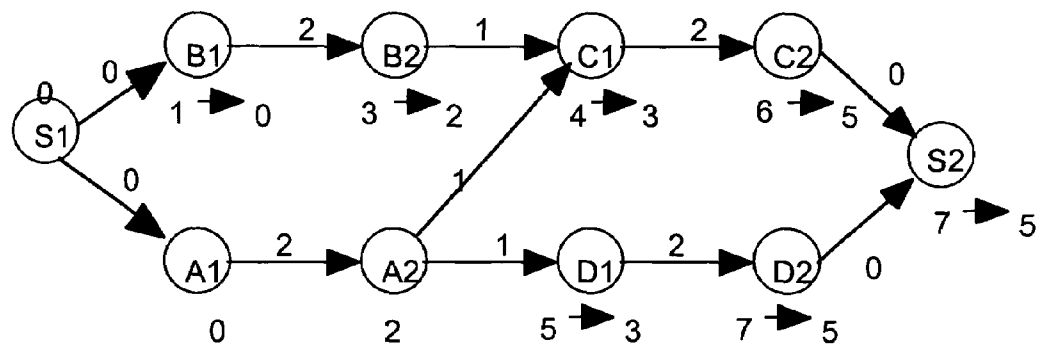 B1 2 B2 1 C1 2 C2
0 0
0
1 → 0 3 → 2 4 → 3 6 → 5
S1 S2
0 1
7 → 5
A1 2 A2 1 D1 2 D2 0
0 2 5 → 3 7 → 5